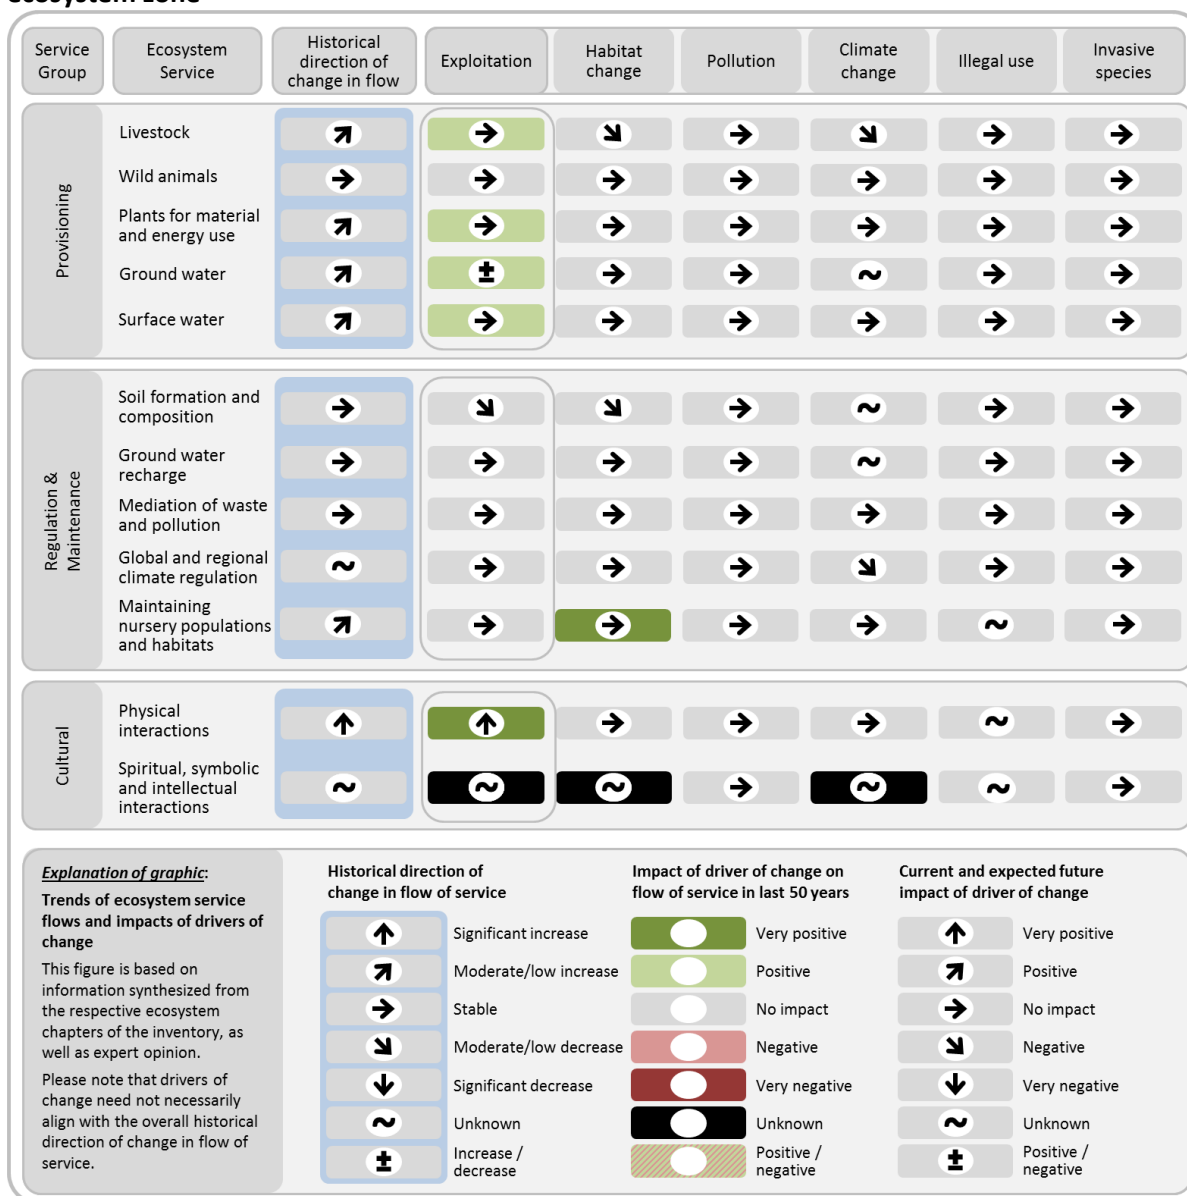 ecosystem zone
Service
Group
Ecosystem
Service
Historical
direction of
change in flow
Exploitation
Habitat
change
Pollution
Climate
change
Illegal use
Invasive
species
Provisioning
Livestock
Wild animals
Plants for material
and energy use
Ground water
Surface water
Regulation &
Maintenance
Soil formation and
composition
Ground water
recharge
Mediation of waste
and pollution
Global and regional
climate regulation
Maintaining
nursery populations
and habitats
Cultural
Physical
interactions
Spiritual, symbolic
and intellectual
interactions
Explanation of graphic:
Trends of ecosystem service
flows and impacts of drivers of
change
This figure is based on
information synthesized from
the respective ecosystem
chapters of the inventory, as
well as expert opinion.
Please note that drivers of
change need not necessarily
align with the overall historical
direction of change in flow of
service.
Historical direction of
change in flow of service
Significant increase
Moderate/low increase
Stable
Moderate/low decrease
Significant decrease
Unknown
Increase /
decrease
Impact of driver of change on
flow of service in last 50 years
Very positive
Positive
No impact
Negative
Very negative
Unknown
Positive /
negative
Current and expected future
impact of driver of change
Very positive
Positive
No impact
Negative
Very negative
Unknown
Positive /
negative